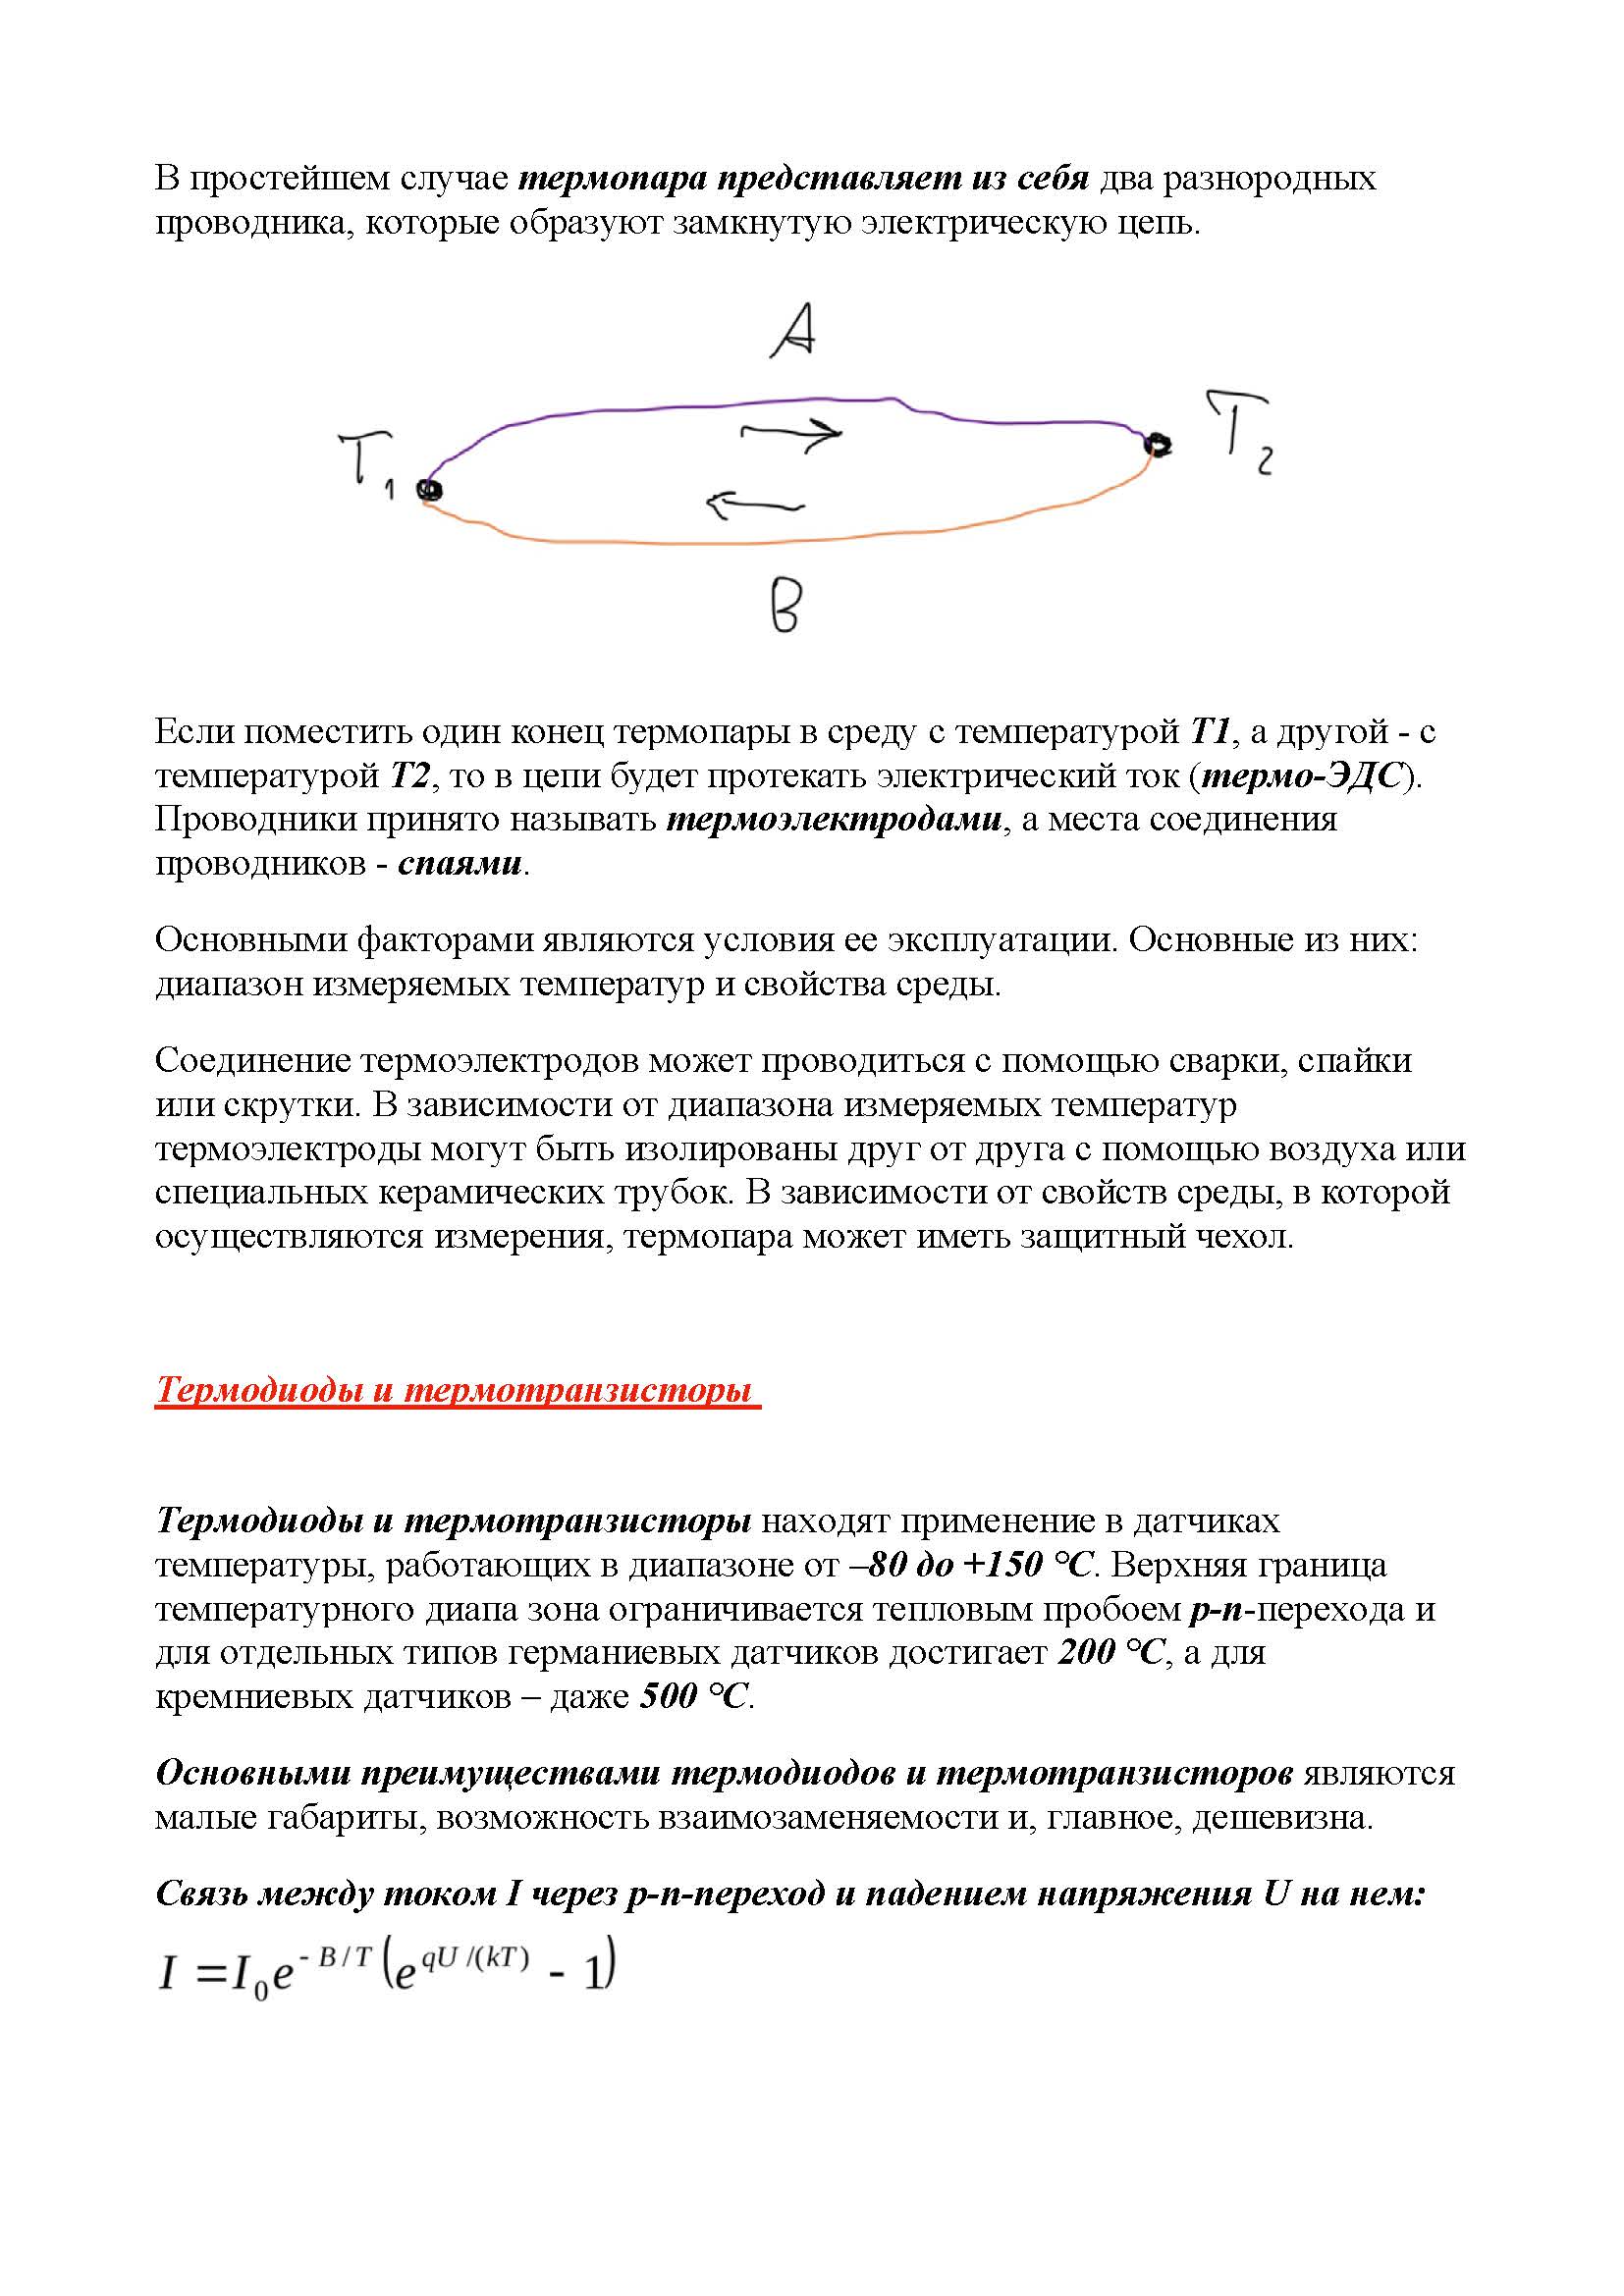 В простейшем случае термопара представляет из себя два разнородных
проводника, которые образуют замкнутую электрическую цепь.
A
T1
T2
B
Если поместить один конец термопары в среду с температурой T1, а другой - с
температурой T2, то в цепи будет протекать электрический ток (термо-ЭДС).
Проводники принято называть термоэлектродами, а места соединения
проводников - спаями.
Основными факторами являются условия ее эксплуатации. Основные из них:
диапазон измеряемых температур и свойства среды.
Соединение термоэлектродов может проводиться с помощью сварки, спайки
или скрутки. В зависимости от диапазона измеряемых температур
термоэлектроды могут быть изолированы друг от друга с помощью воздуха или
специальных керамических трубок. В зависимости от свойств среды, в которой
осуществляются измерения, термопара может иметь защитный чехол.
Термодиоды и термотранзисторы
Термодиоды и термотранзисторы находят применение в датчиках
температуры, работающих в диапазоне от –80 до +150 °С. Верхняя граница
температурного диапа зона ограничивается тепловым пробоем p-n-перехода и
для отдельных типов германиевых датчиков достигает 200 °С, а для
кремниевых датчиков – даже 500 °С.
Основными преимуществами термодиодов и термотранзисторов являются
малые габариты, возможность взаимозаменяемости и, главное, дешевизна.
Связь между током I через p-n-переход и падением напряжения U на нем:
I = I₀e^(- B / T) (e^(qU /(kT)) - 1)